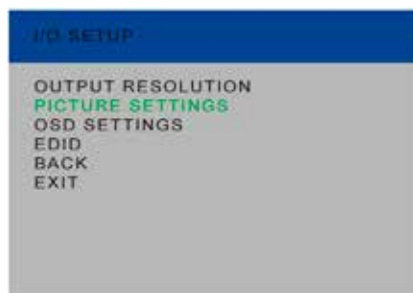 I/O SETUP
OUTPUT RESOLUTION
PICTURE SETTINGS
OSD SETTINGS
EDID
BACK
EXIT